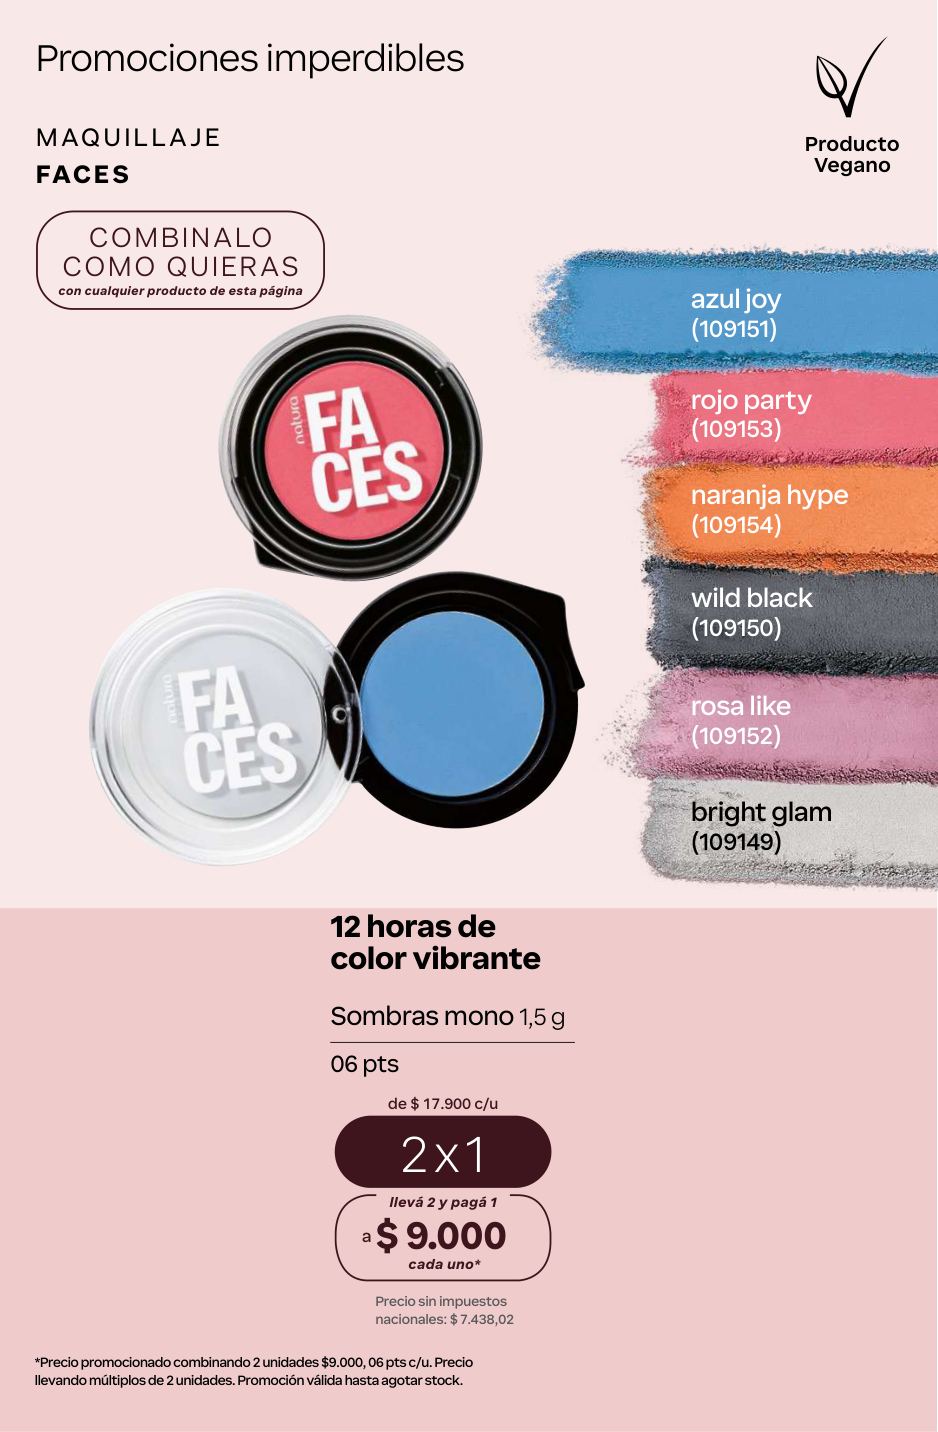 Promociones imperdibles
Producto
Vegano
MAQUILLAJE
FACES
COMBINALO
COMO QUIERAS
con cualquier producto de esta página
azul joy
(109151)
rojo party
(109153)
naranja hype
(109154)
wild black
(109150)
rosa like
(109152)
bright glam
(109149)
natura
FA
CES
natura
FA
CES
12 horas de
color vibrante
Sombras mono 1,5 g
06 pts
de $ 17.900 c/u
2x1
llevá 2 y pagá 1
a $ 9.000
cada uno*
Precio sin impuestos
nacionales: $ 7.438,02
*Precio promocionado combinando 2 unidades $9.000, 06 pts c/u. Precio
llevando múltiplos de 2 unidades. Promoción válida hasta agotar stock.